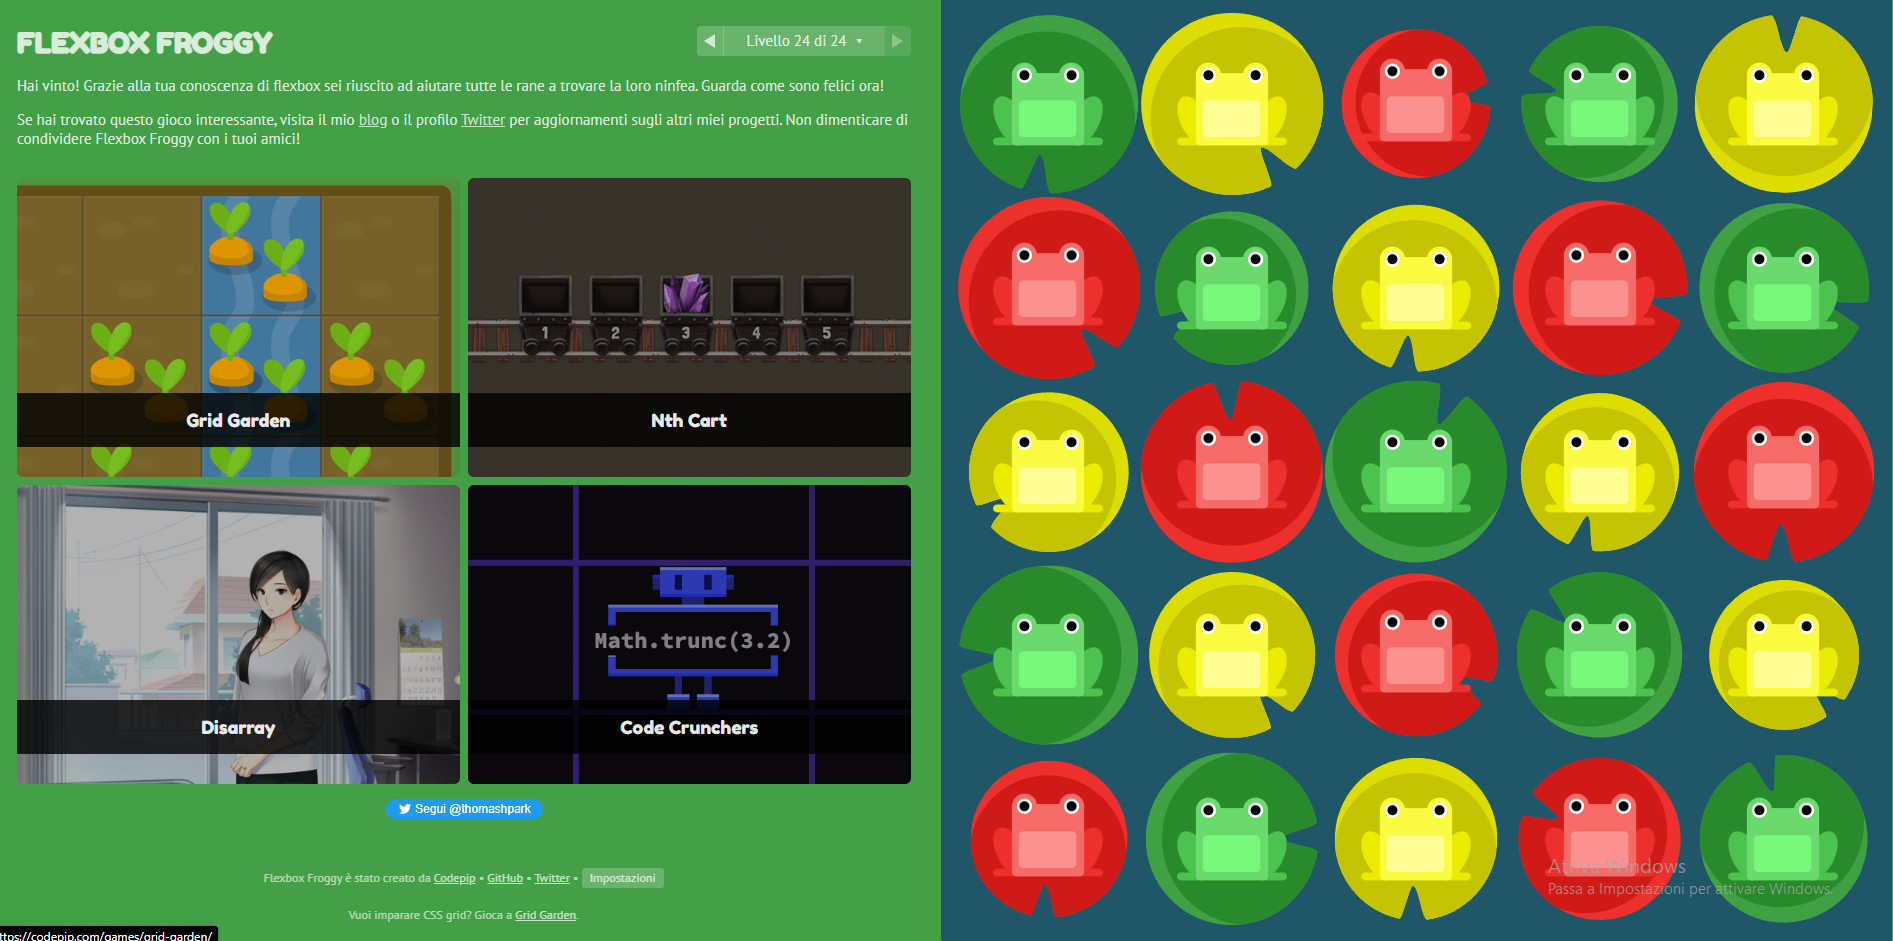 FLEXBOX FROGGY
Livello 24 di 24
Hai vinto! Grazie alla tua conoscenza di flexbox sei riuscito ad aiutare tutte le rane a trovare la loro ninfea. Guarda come sono felici ora!
Se hai trovato questo gioco interessante, visita il mio blog o il profilo Twitter per aggiornamenti sugli altri miei progetti. Non dimenticare di
condividere Flexbox Froggy con i tuoi amici!
Grid Garden
1 2 3 4 5
Nth Cart
Disarray
Math.trunc(3.2)
Code Crunchers
Segui @thomashpark
Flexbox Froggy è stato creato da Codepip • GitHub • Twitter • Impostazioni
Vuoi imparare CSS grid? Gioca a Grid Garden.
ttps://codepip.com/games/grid-garden/
Attiva Windows
Passa a Impostazioni per attivare Windows.